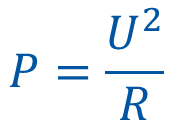 P = U²/R